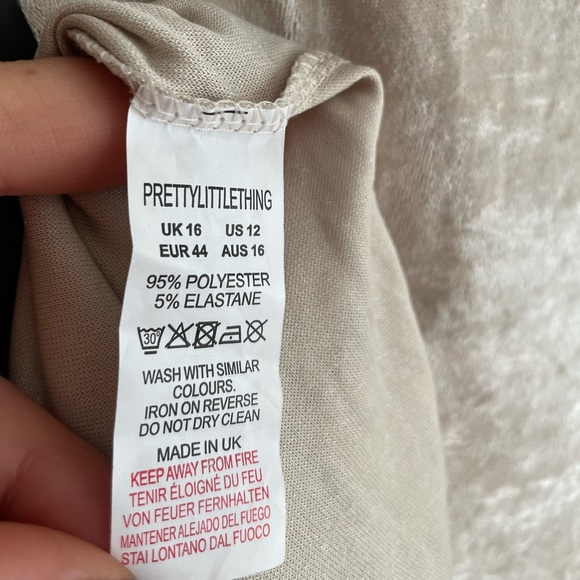 PRETTYLITTLETHING
UK 16 US 12
EUR 44 AUS 16
95% POLYESTER
5% ELASTANE
30°
WASH WITH SIMILAR
COLOURS.
IRON ON REVERSE
DO NOT DRY CLEAN
MADE IN UK
KEEP AWAY FROM FIRE
TENIR ÉLOIGNÉ DU FEU
VON FEUER FERNHALTEN
MANTENER ALEJADO DEL FUEGO
STAI LONTANO DAL FUOCO